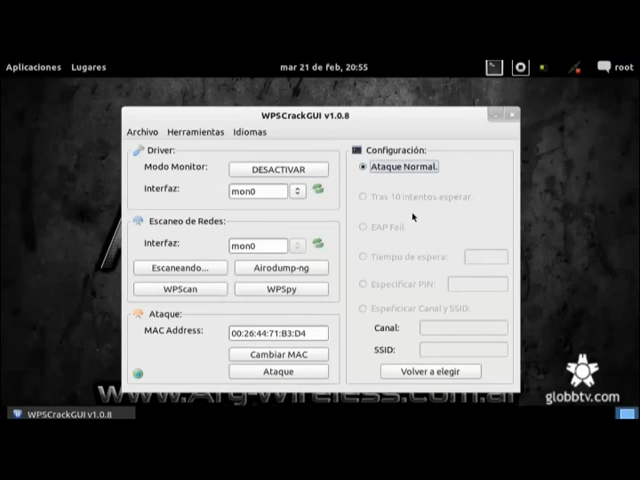 Aplicaciones Lugares
mar 21 de feb, 20:55
root
WPSCrackGUI v1.0.8
Archivo Herramientas Idiomas
Driver:
Modo Monitor: DESACTIVAR
Interfaz: mon0
Escaneo de Redes:
Interfaz: mon0
Escaneando... Airodump-ng
WPScan WPSpy
Ataque:
MAC Address: 00:26:44:71:B3:D4
Cambiar MAC
Ataque
Configuración:
Ataque Normal.
Tras 10 intentos esperar.
EAP Fail.
Tiempo de espera:
Especificar PIN:
Espeficicar Canal y SSID:
Canal:
SSID:
Volver a elegir
www.Arg-Wireless.com.ar
globbtv.com
WPSCrackGUI v1.0.8